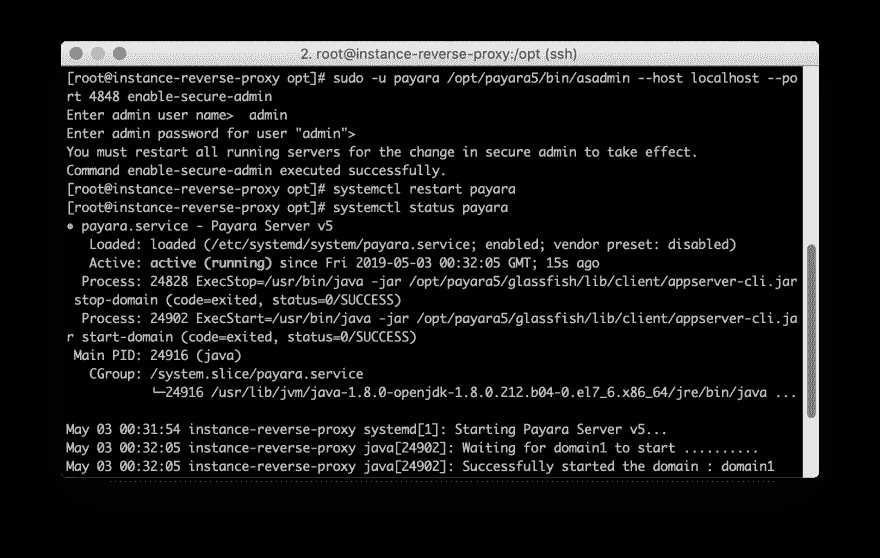 2. root@instance-reverse-proxy:/opt (ssh)
[root@instance-reverse-proxy opt]# sudo -u payara /opt/payara5/bin/asadmin --host localhost --po
rt 4848 enable-secure-admin
Enter admin user name>  admin
Enter admin password for user "admin">
You must restart all running servers for the change in secure admin to take effect.
Command enable-secure-admin executed successfully.
[root@instance-reverse-proxy opt]# systemctl restart payara
[root@instance-reverse-proxy opt]# systemctl status payara
● payara.service - Payara Server v5
   Loaded: loaded (/etc/systemd/system/payara.service; enabled; vendor preset: disabled)
   Active: active (running) since Fri 2019-05-03 00:32:05 GMT; 15s ago
  Process: 24828 ExecStop=/usr/bin/java -jar /opt/payara5/glassfish/lib/client/appserver-cli.jar
 stop-domain (code=exited, status=0/SUCCESS)
  Process: 24902 ExecStart=/usr/bin/java -jar /opt/payara5/glassfish/lib/client/appserver-cli.ja
r start-domain (code=exited, status=0/SUCCESS)
 Main PID: 24916 (java)
   CGroup: /system.slice/payara.service
           └─24916 /usr/lib/jvm/java-1.8.0-openjdk-1.8.0.212.b04-0.el7_6.x86_64/jre/bin/java ...
May 03 00:31:54 instance-reverse-proxy systemd[1]: Starting Payara Server v5...
May 03 00:32:05 instance-reverse-proxy java[24902]: Waiting for domain1 to start ..........
May 03 00:32:05 instance-reverse-proxy java[24902]: Successfully started the domain : domain1